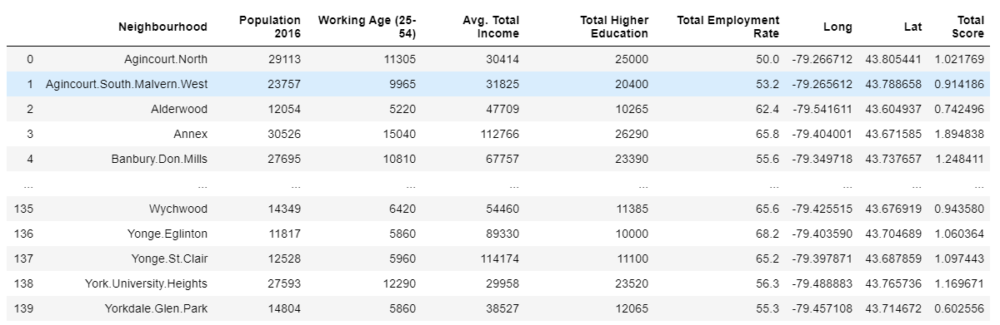 Neighbourhood Population 2016 Working Age (25-54) Avg. Total Income Total Higher Education Total Employment Rate Long Lat Total Score
0 Agincourt.North 29113 11305 30414 25000 50.0 -79.266712 43.805441 1.021769
1 Agincourt.South.Malvern.West 23757 9965 31825 20400 53.2 -79.265612 43.788658 0.914186
2 Alderwood 12054 5220 47709 10265 62.4 -79.541611 43.604937 0.742496
3 Annex 30526 15040 112766 26290 65.8 -79.404001 43.671585 1.894838
4 Banbury.Don.Mills 27695 10810 67757 23390 55.6 -79.349718 43.737657 1.248411
... ... ... ... ... ... ... ... ... ...
135 Wychwood 14349 6420 54460 11385 65.6 -79.425515 43.676919 0.943580
136 Yonge.Eglinton 11817 5860 89330 10000 68.2 -79.403590 43.704689 1.060364
137 Yonge.St.Clair 12528 5960 114174 11100 65.2 -79.397871 43.687859 1.097443
138 York.University.Heights 27593 12290 29958 23520 56.3 -79.488883 43.765736 1.169671
139 Yorkdale.Glen.Park 14804 5860 38527 12065 55.3 -79.457108 43.714672 0.602556